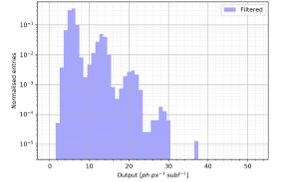 Filtered
Normalised entries
10⁻¹
10⁻²
10⁻³
10⁻⁴
10⁻⁵
0 10 20 30 40 50
Output [ph px⁻¹ subf⁻¹]